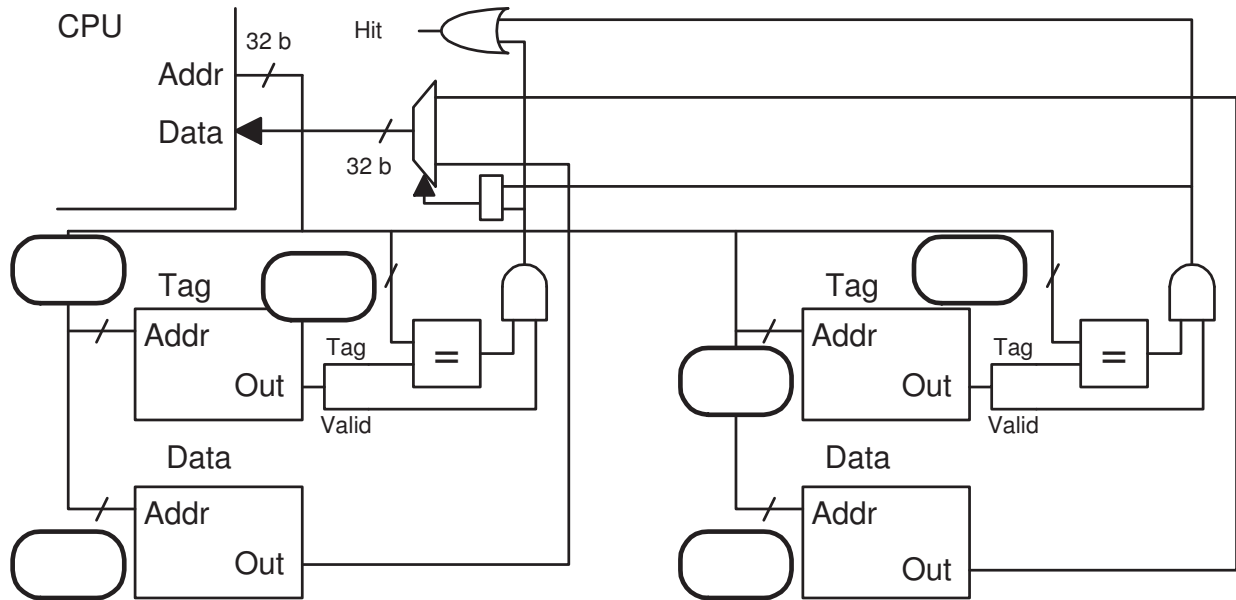 CPU
Hit
32 b
Addr
Data
32 b
Tag
Tag
Addr
=
Addr
=
Tag
Tag
Out
Out
Valid
Valid
Data
Data
Addr
Addr
Out
Out